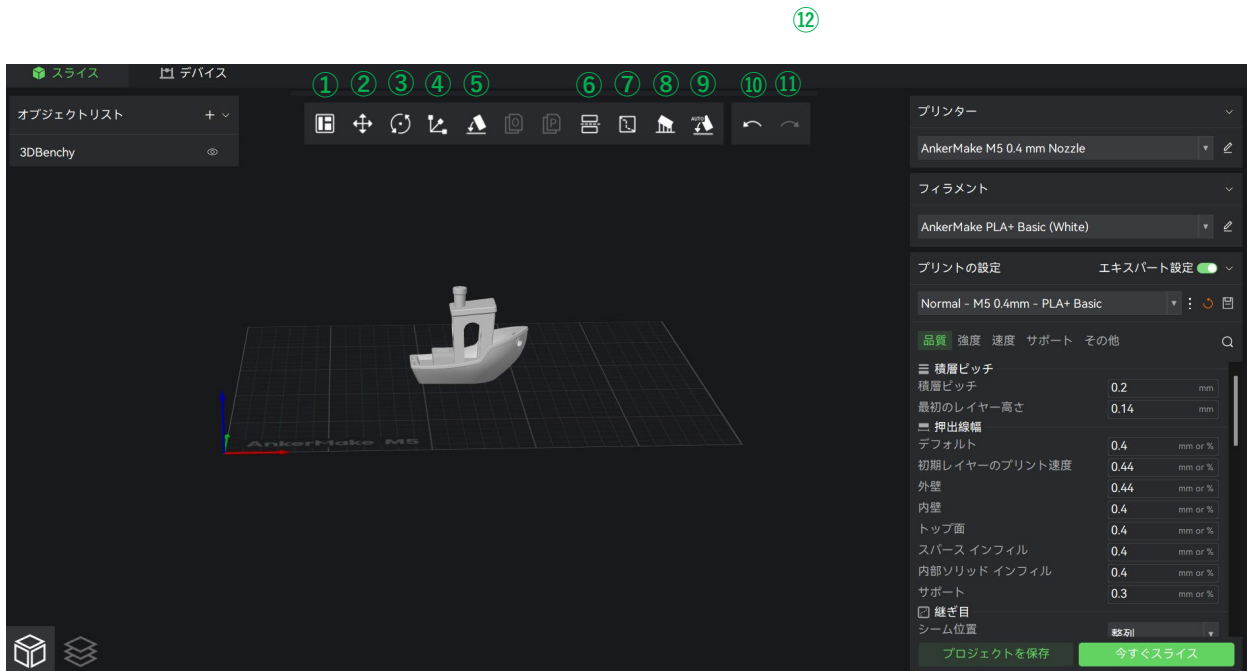 ⑫
スライス デバイス
① ② ③ ④ ⑤ ⑥ ⑦ ⑧ ⑨ ⑩ ⑪
オブジェクトリスト +
O P AUTO
3DBenchy
プリンター
AnkerMake M5 0.4 mm Nozzle
フィラメント
AnkerMake PLA+ Basic (White)
プリントの設定 エキスパート設定
Normal - M5 0.4mm - PLA+ Basic
品質 強度 速度 サポート その他
積層ピッチ
積層ピッチ 0.2 mm
最初のレイヤー高さ 0.14 mm
押出線幅
デフォルト 0.4 mm or %
初期レイヤーのプリント速度 0.44 mm or %
外壁 0.44 mm or %
内壁 0.4 mm or %
トップ面 0.4 mm or %
スパース インフィル 0.4 mm or %
内部ソリッド インフィル 0.4 mm or %
サポート 0.3 mm or %
継ぎ目
シーム位置 整列
プロジェクトを保存 今すぐスライス
AnkerMake M5